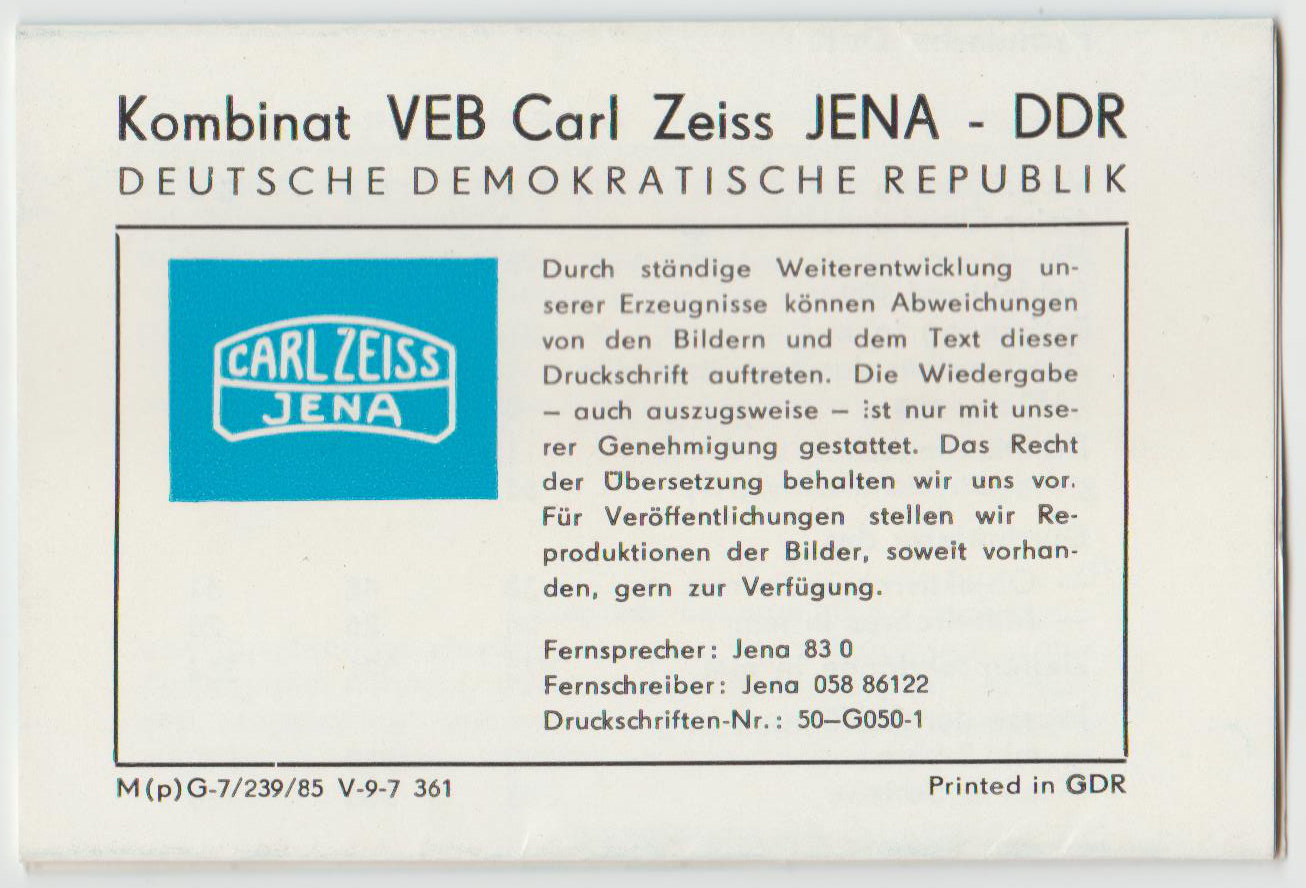 Kombinat VEB Carl Zeiss JENA - DDR
DEUTSCHE DEMOKRATISCHE REPUBLIK
CARL ZEISS
JENA
Durch ständige Weiterentwicklung un-
serer Erzeugnisse können Abweichungen
von den Bildern und dem Text dieser
Druckschrift auftreten. Die Wiedergabe
— auch auszugsweise — ist nur mit unse-
rer Genehmigung gestattet. Das Recht
der Übersetzung behalten wir uns vor.
Für Veröffentlichungen stellen wir Re-
produktionen der Bilder, soweit vorhan-
den, gern zur Verfügung.
Fernsprecher: Jena 83 0
Fernschreiber: Jena 058 86122
Druckschriften-Nr.: 50—G050-1
M(p)G-7/239/85 V-9-7 361
Printed in GDR